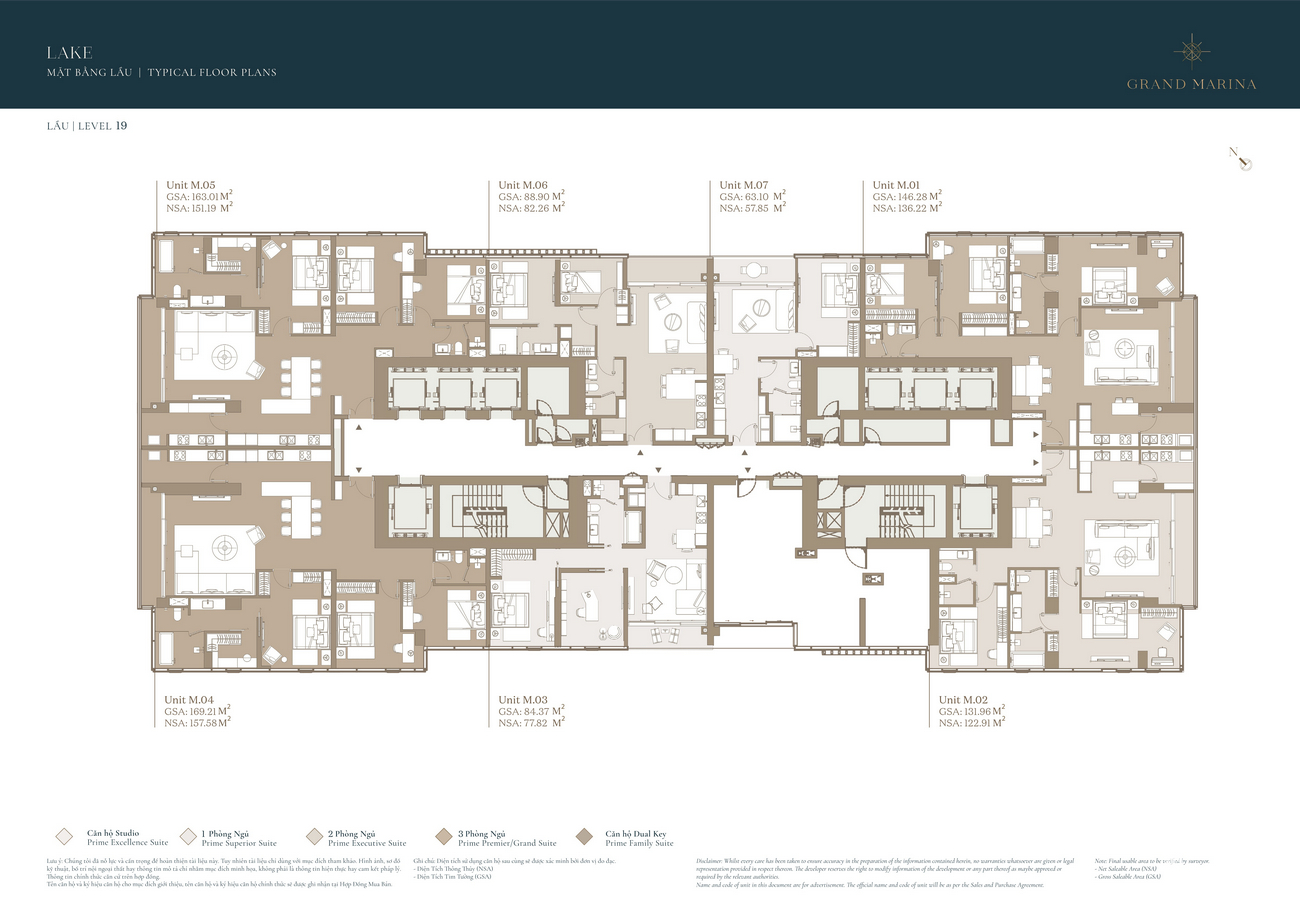 LAKE
MẶT BẰNG LẦU | TYPICAL FLOOR PLANS
GRAND MARINA
LẦU | LEVEL 19
N
Unit M.05
GSA: 163.01 M²
NSA: 151.19 M²
Unit M.06
GSA: 88.90 M²
NSA: 82.26 M²
Unit M.07
GSA: 63.10 M²
NSA: 57.85 M²
Unit M.01
GSA: 146.28 M²
NSA: 136.22 M²
Unit M.04
GSA: 169.21 M²
NSA: 157.58 M²
Unit M.03
GSA: 84.37 M²
NSA: 77.82 M²
Unit M.02
GSA: 131.96 M²
NSA: 122.91 M²
Căn hộ Studio
Prime Excellence Suite
1 Phòng Ngủ
Prime Superior Suite
2 Phòng Ngủ
Prime Executive Suite
3 Phòng Ngủ
Prime Premier/Grand Suite
Căn hộ Dual Key
Prime Family Suite
Lưu ý: Chúng tôi đã nỗ lực và cẩn trọng để hoàn thiện tài liệu này. Tuy nhiên tài liệu chỉ dùng với mục đích tham khảo. Hình ảnh, sơ đồ
kỹ thuật, bố trí nội ngoại thất hay thông tin mô tả chỉ nhằm mục đích minh họa, không phải là thông tin hiện thực hay cam kết pháp lý.
Thông tin chính thức căn cứ trên hợp đồng.
Tên căn hộ và ký hiệu căn hộ cho mục đích giới thiệu, tên căn hộ và ký hiệu căn hộ chính thức sẽ được ghi nhận tại Hợp Đồng Mua Bán.
Ghi chú: Diện tích sử dụng căn hộ sau cùng sẽ được xác minh bởi đơn vị đo đạc.
- Diện Tích Thông Thủy (NSA)
- Diện Tích Tim Tường (GSA)
Disclaimer: Whilst every care has been taken to ensure accuracy in the preparation of the information contained herein, no warranties whatsoever are given or legal
representation provided in respect thereon. The developer reserves the right to modify information of the development or any part thereof as maybe approved or
required by the relevant authorities.
Name and code of unit in this document are for advertisement. The official name and code of unit will be as per the Sales and Purchase Agreement.
Note: Final usable area to be by surveyor
- Net Saleable Area (NSA)
- Gross Saleable Area (GSA)